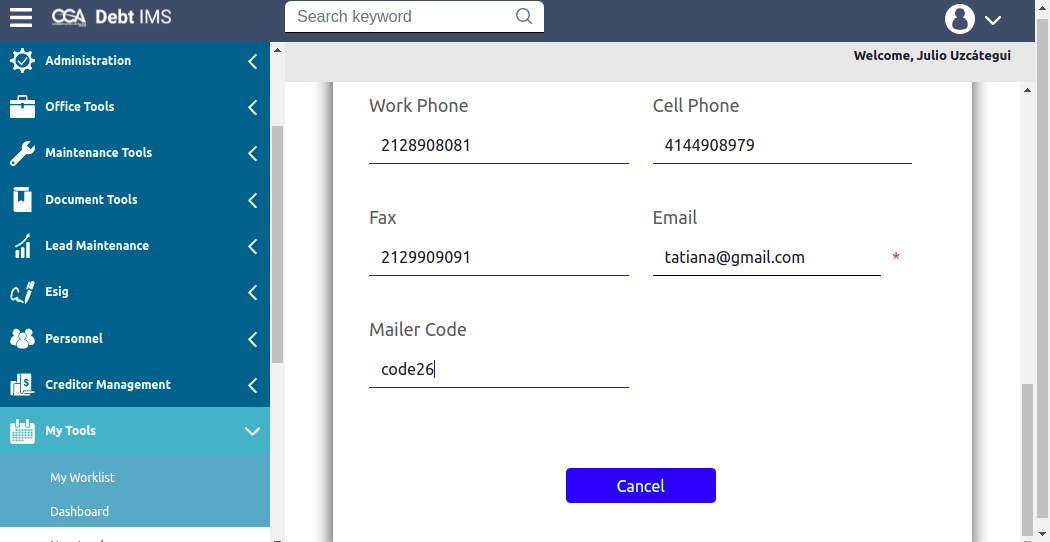 CGA Debt IMS
Search keyword
Welcome, Julio Uzcátegui
Administration
Office Tools
Maintenance Tools
Document Tools
Lead Maintenance
Esig
Personnel
Creditor Management
My Tools
My Worklist
Dashboard
Work Phone
2128908081
Cell Phone
4144908979
Fax
2129909091
Email
tatiana@gmail.com *
Mailer Code
code26
Cancel